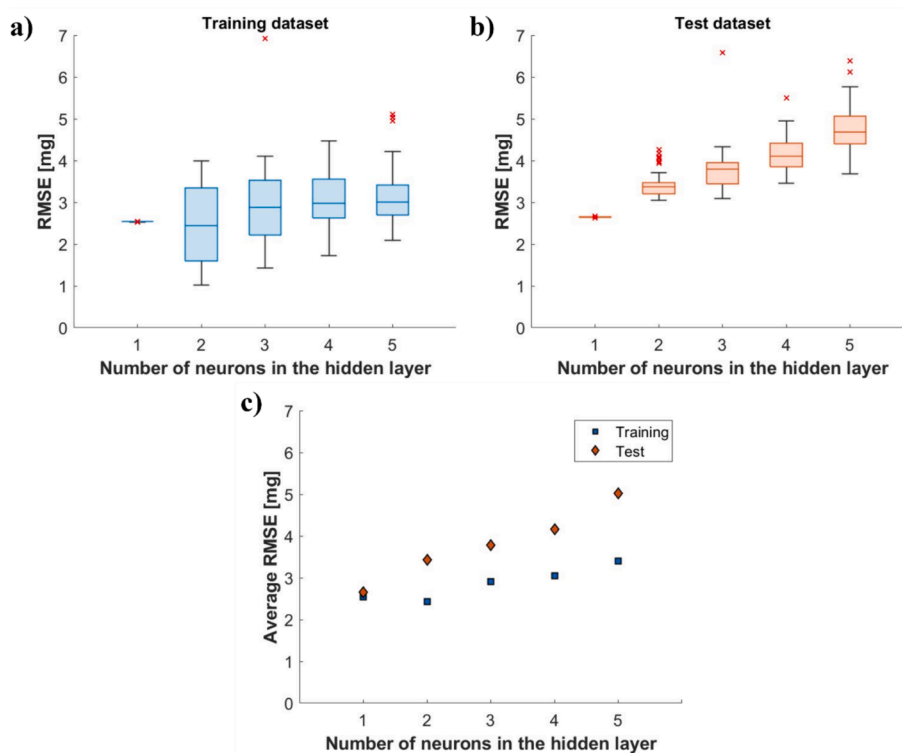 a)
Training dataset
RMSE [mg]
7
6
5
4
3
2
1
0
1 2 3 4 5
Number of neurons in the hidden layer
b)
Test dataset
RMSE [mg]
7
6
5
4
3
2
1
0
1 2 3 4 5
Number of neurons in the hidden layer
c)
Average RMSE [mg]
7
6
5
4
3
2
1
0
Training
Test
1 2 3 4 5
Number of neurons in the hidden layer